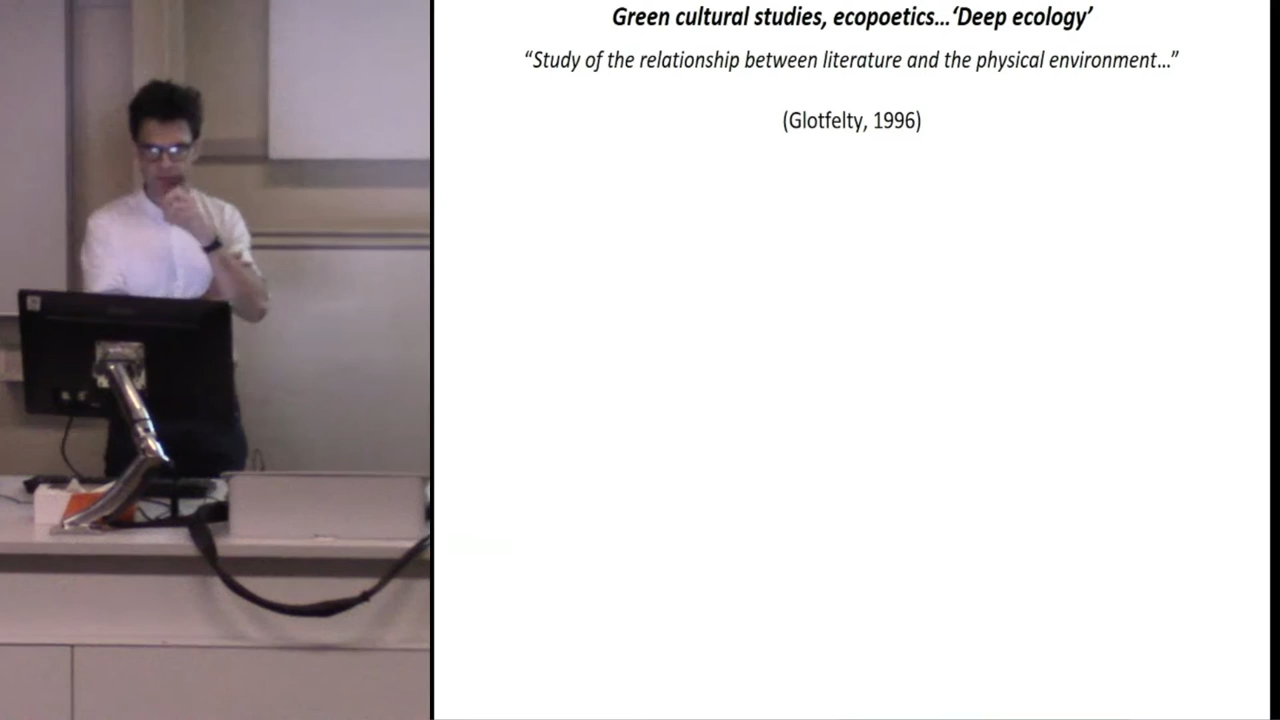 Green cultural studies, ecopoetics…‘Deep ecology’
“Study of the relationship between literature and the physical environment…”
(Glotfelty, 1996)